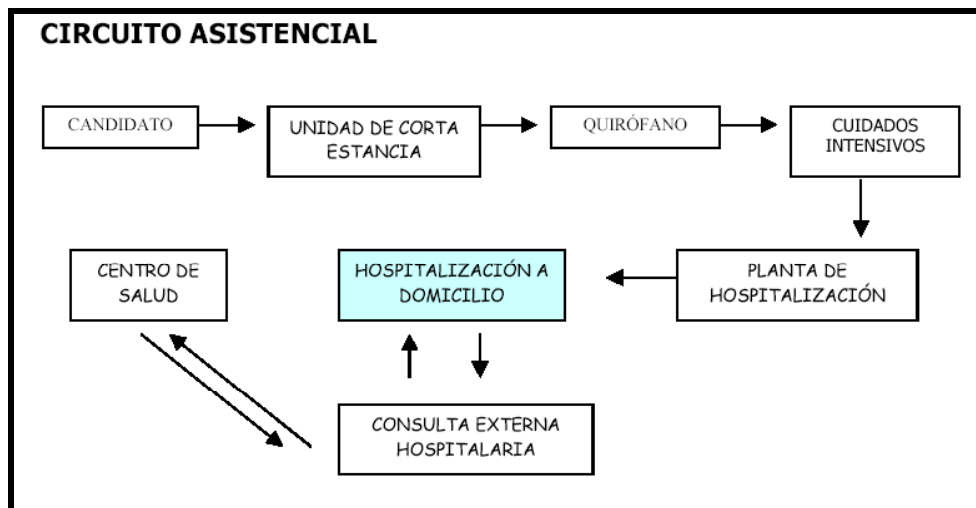 CIRCUITO ASISTENCIAL
CANDIDATO
UNIDAD DE CORTA
ESTANCIA
QUIRÓFANO
CUIDADOS
INTENSIVOS
CENTRO DE
SALUD
HOSPITALIZACIÓN A
DOMICILIO
PLANTA DE
HOSPITALIZACIÓN
CONSULTA EXTERNA
HOSPITALARIA